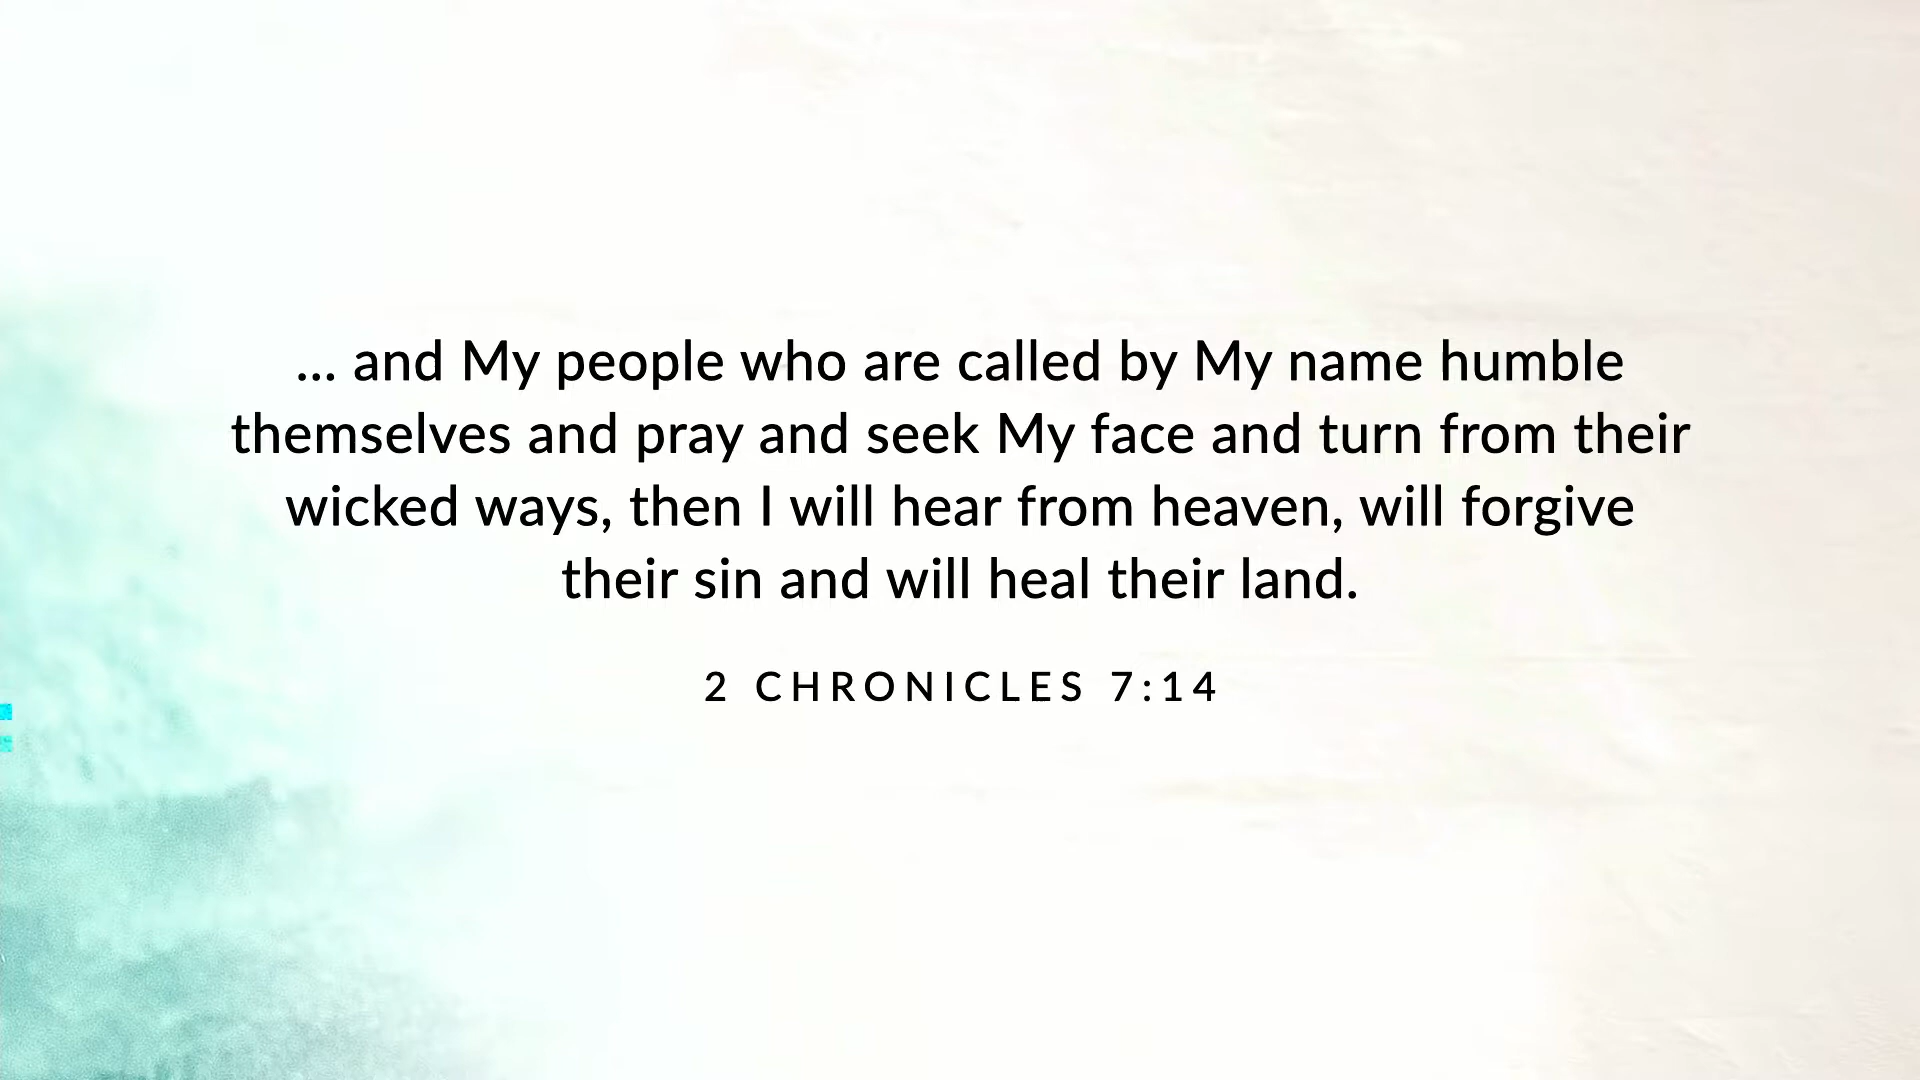 ... and My people who are called by My name humble
themselves and pray and seek My face and turn from their
wicked ways, then I will hear from heaven, will forgive
their sin and will heal their land.
2 CHRONICLES 7:14